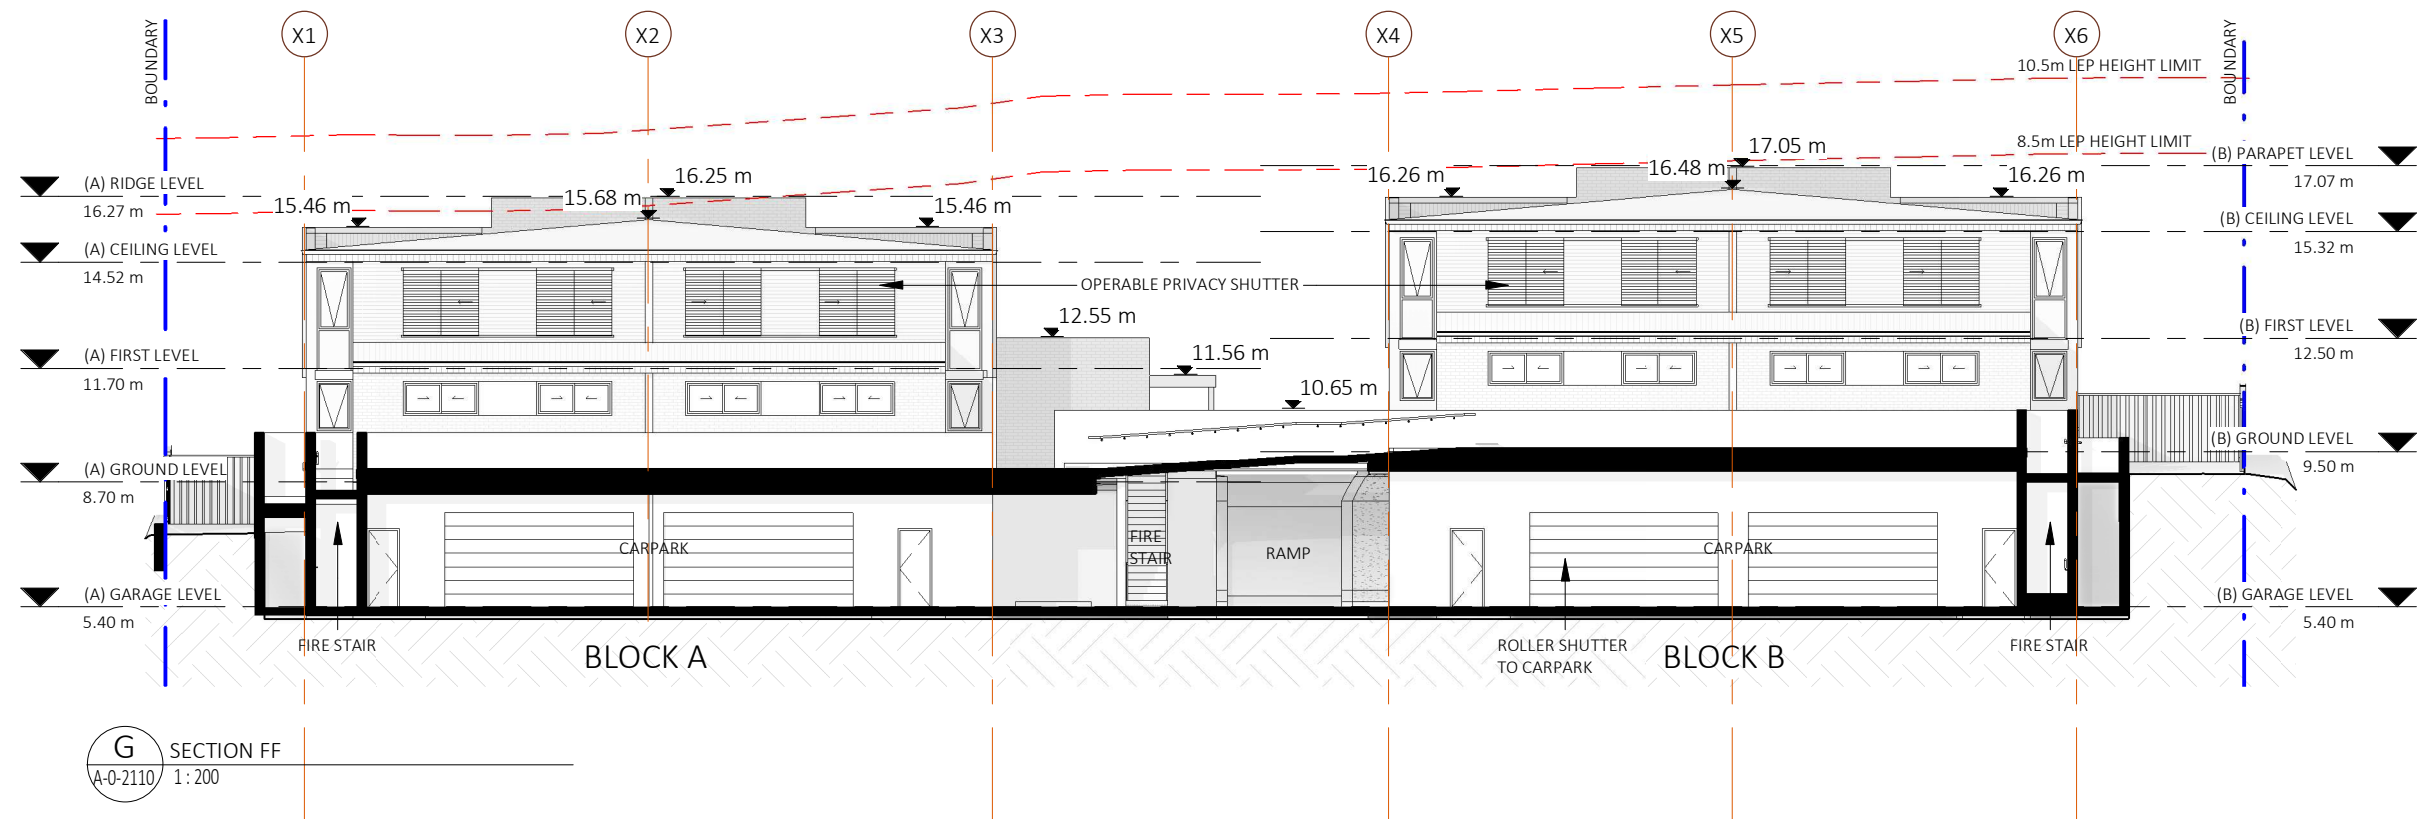 BOUNDARY
X1
X2
X3
X4
X5
X6
BOUNDARY
10.5m LEP HEIGHT LIMIT
8.5m LEP HEIGHT LIMIT
(A) RIDGE LEVEL
16.27 m
(A) CEILING LEVEL
14.52 m
(A) FIRST LEVEL
11.70 m
(A) GROUND LEVEL
8.70 m
(A) GARAGE LEVEL
5.40 m
15.46 m
15.68 m
16.25 m
15.46 m
16.26 m
16.48 m
17.05 m
16.26 m
(B) PARAPET LEVEL
17.07 m
(B) CEILING LEVEL
15.32 m
(B) FIRST LEVEL
12.50 m
(B) GROUND LEVEL
9.50 m
(B) GARAGE LEVEL
5.40 m
OPERABLE PRIVACY SHUTTER
12.55 m
11.56 m
10.65 m
CARPARK
FIRE
STAIR
RAMP
CARPARK
FIRE STAIR
BLOCK A
ROLLER SHUTTER
TO CARPARK
BLOCK B
FIRE STAIR
G
A-0-2110
SECTION FF
1 : 200